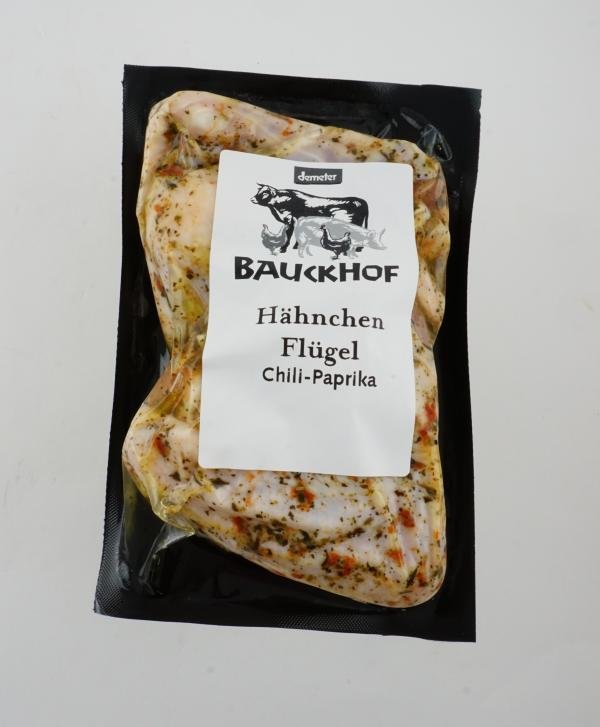 demeter
BAUCKHOF
Hähnchen
Flügel
Chili-Paprika